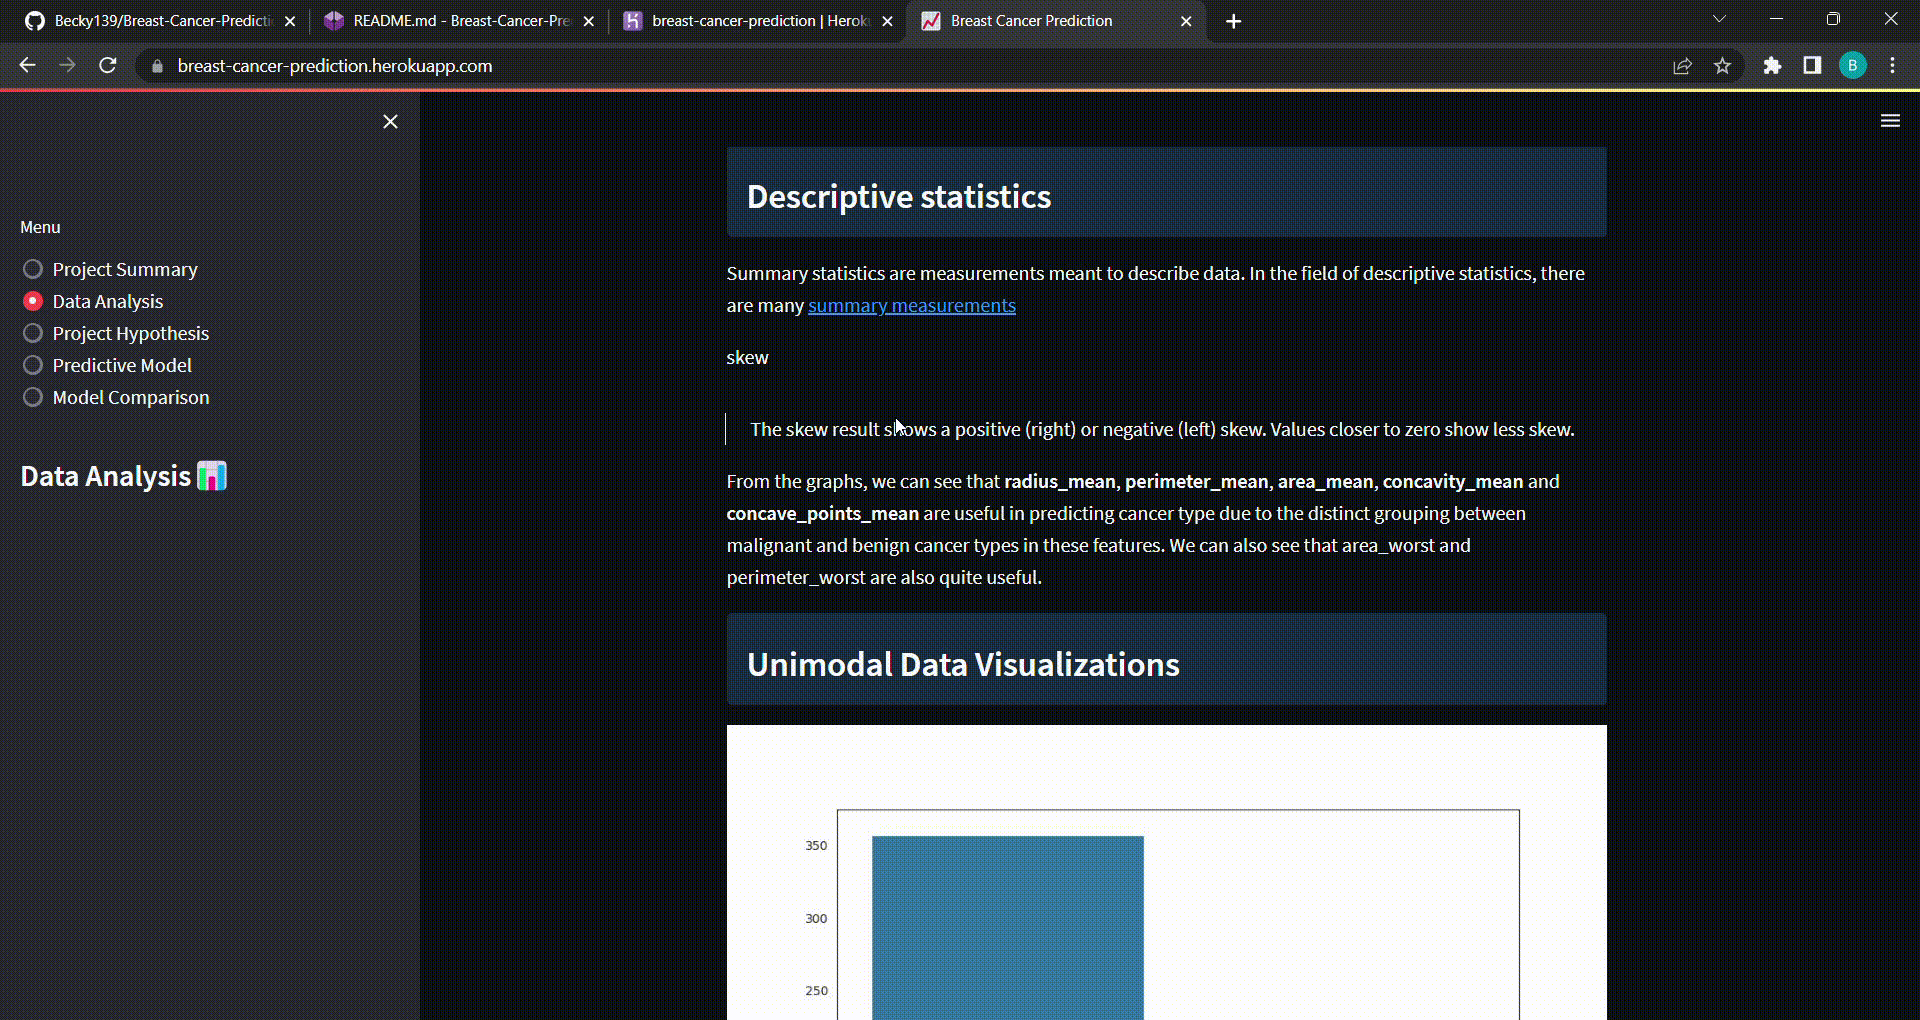 Becky139/Breast-Cancer-Predicti
README.md - Breast-Cancer-Pre
breast-cancer-prediction | Herok
Breast Cancer Prediction
breast-cancer-prediction.herokuapp.com
B
Menu
Project Summary
Data Analysis
Project Hypothesis
Predictive Model
Model Comparison
Data Analysis
Descriptive statistics
Summary statistics are measurements meant to describe data. In the field of descriptive statistics, there
are many summary measurements
skew
The skew result shows a positive (right) or negative (left) skew. Values closer to zero show less skew.
From the graphs, we can see that radius_mean, perimeter_mean, area_mean, concavity_mean and
concave_points_mean are useful in predicting cancer type due to the distinct grouping between
malignant and benign cancer types in these features. We can also see that area_worst and
perimeter_worst are also quite useful.
Unimodal Data Visualizations
350
300
250